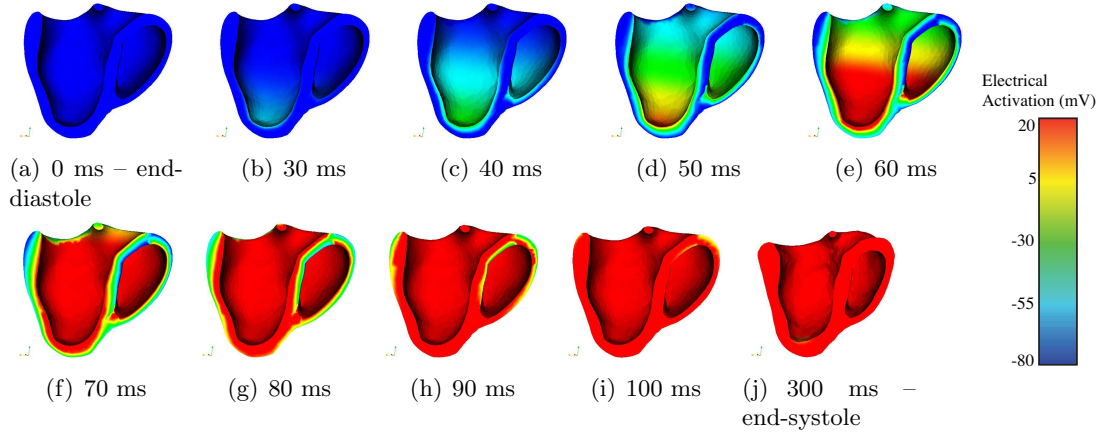 (a) 0 ms – end-
diastole
(b) 30 ms
(c) 40 ms
(d) 50 ms
(e) 60 ms
Electrical
Activation (mV)
20
5
-30
-55
-80
(f) 70 ms
(g) 80 ms
(h) 90 ms
(i) 100 ms
(j) 300 ms –
end-systole